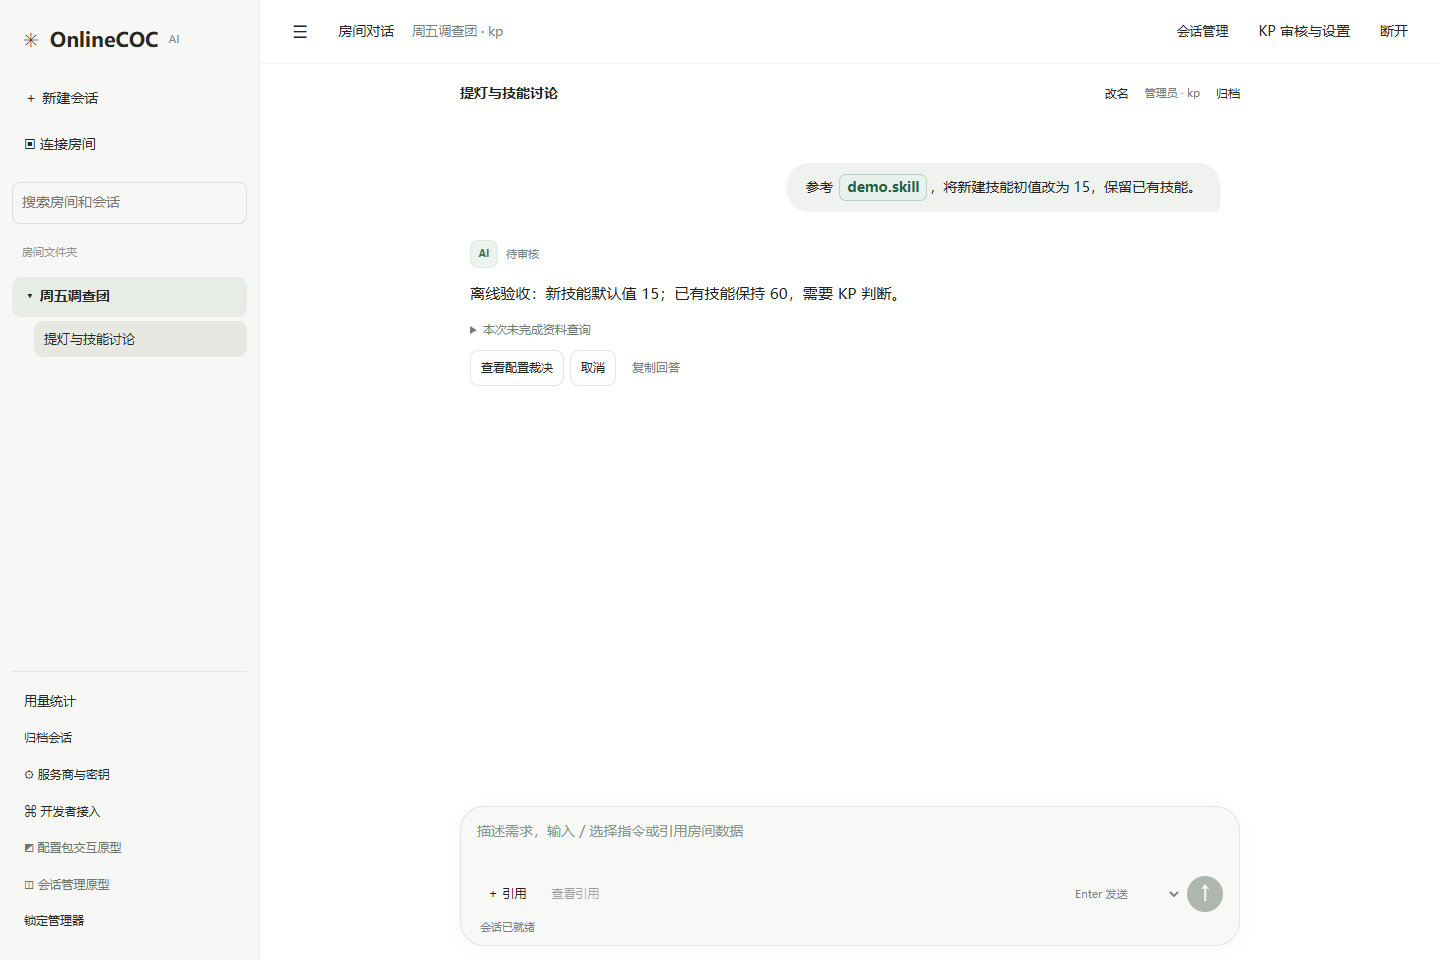 OnlineCOC AI
+ 新建会话
连接房间
搜索房间和会话
房间文件夹
周五调查团
提灯与技能讨论
用量统计
归档会话
服务商与密钥
⌘ 开发者接入
配置包交互原型
会话管理原型
锁定管理器
房间对话 周五调查团 · kp
会话管理 KP 审核与设置 断开
提灯与技能讨论
改名 管理员 · kp 归档
参考 demo.skill ，将新建技能初值改为 15，保留已有技能。
AI 待审核
离线验收：新技能默认值 15；已有技能保持 60，需要 KP 判断。
本次未完成资料查询
查看配置裁决 取消 复制回答
描述需求，输入 / 选择指令或引用房间数据
+ 引用 查看引用
Enter 发送
会话已就绪